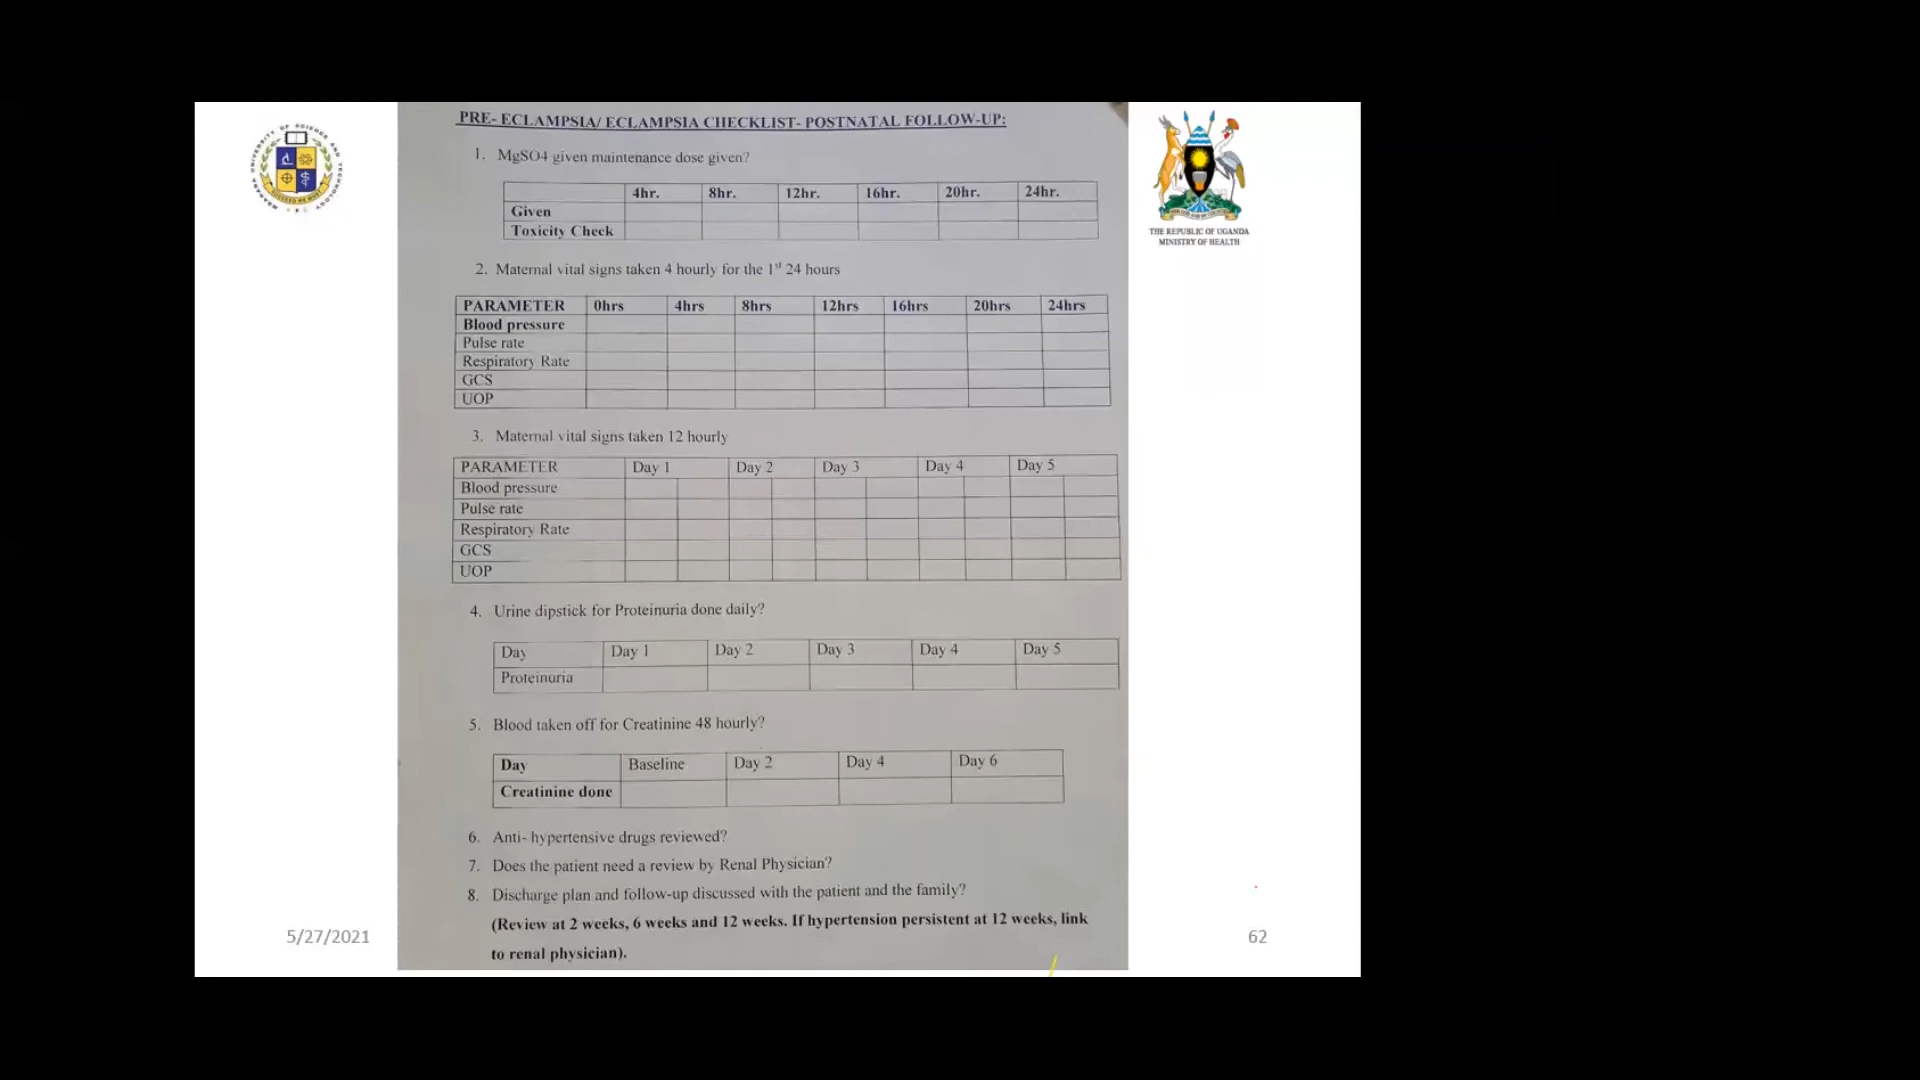 PRE- ECLAMPSIA/ ECLAMPSIA CHECKLIST- POSTNATAL FOLLOW-UP:
1. MgSO4 given maintenance dose given?
4hr. 8hr. 12hr. 16hr. 20hr. 24hr.
Given
Toxicity Check
THE REPUBLIC OF UGANDA
MINISTRY OF HEALTH
2. Maternal vital signs taken 4 hourly for the 1st 24 hours
PARAMETER 0hrs 4hrs 8hrs 12hrs 16hrs 20hrs 24hrs
Blood pressure
Pulse rate
Respiratory Rate
GCS
UOP
3. Maternal vital signs taken 12 hourly
PARAMETER Day 1 Day 2 Day 3 Day 4 Day 5
Blood pressure
Pulse rate
Respiratory Rate
GCS
UOP
4. Urine dipstick for Proteinuria done daily?
Day Day 1 Day 2 Day 3 Day 4 Day 5
Proteinuria
5. Blood taken off for Creatinine 48 hourly?
Day Baseline Day 2 Day 4 Day 6
Creatinine done
6. Anti- hypertensive drugs reviewed?
7. Does the patient need a review by Renal Physician?
8. Discharge plan and follow-up discussed with the patient and the family?
(Review at 2 weeks, 6 weeks and 12 weeks. If hypertension persistent at 12 weeks, link
to renal physician).
5/27/2021
62